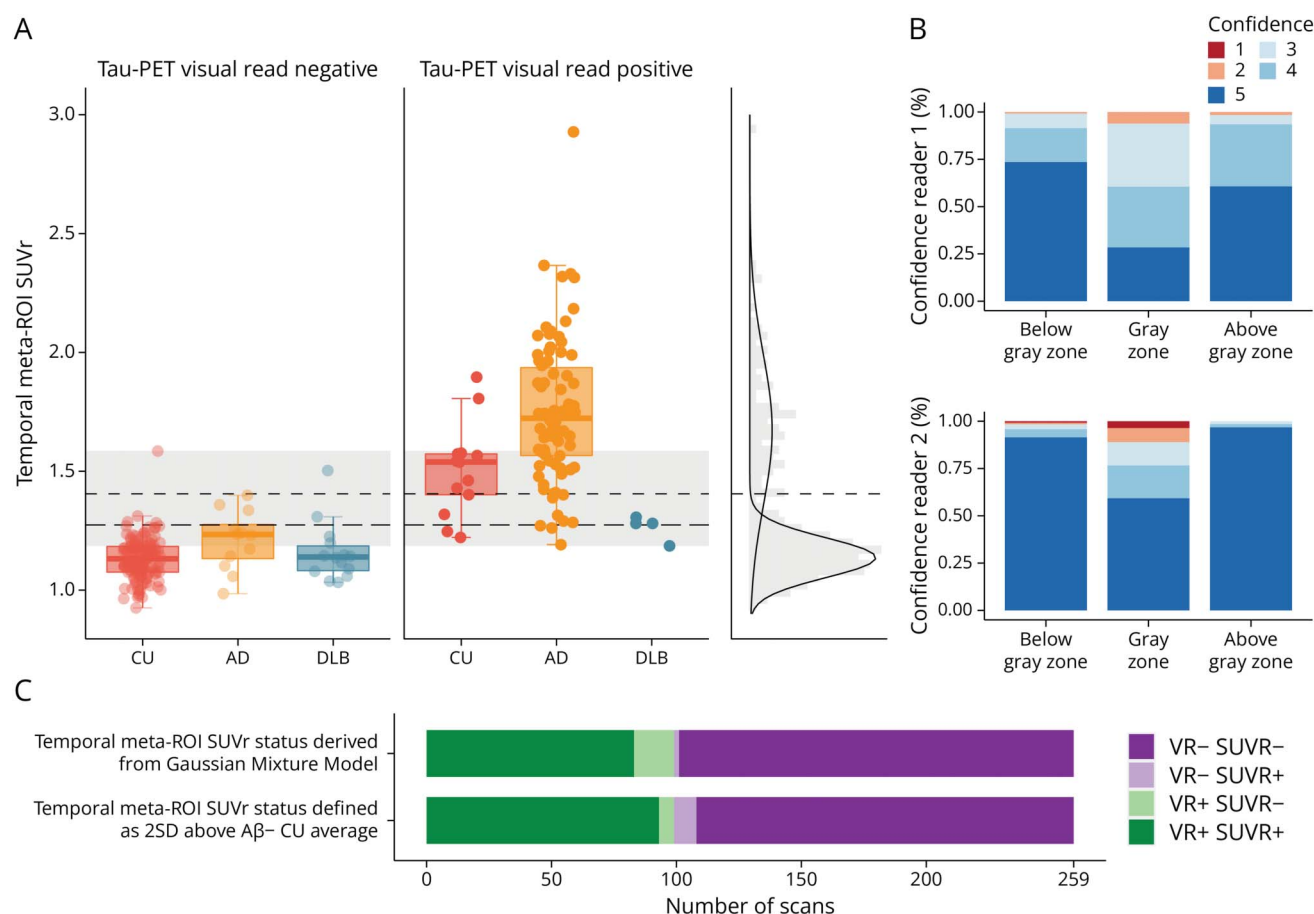 A
Tau-PET visual read negative
Tau-PET visual read positive
Temporal meta-ROI SUVr
3.0
2.5
2.0
1.5
1.0
CU
AD
DLB
CU
AD
DLB
B
Confidence
1
3
2
4
5
Confidence reader 1 (%)
1.00
0.75
0.50
0.25
0.00
Below
gray zone
Gray
zone
Above
gray zone
Confidence reader 2 (%)
1.00
0.75
0.50
0.25
0.00
Below
gray zone
Gray
zone
Above
gray zone
C
Temporal meta-ROI SUVr status derived
from Gaussian Mixture Model
Temporal meta-ROI SUVr status defined
as 2SD above Aβ− CU average
0
50
100
150
200
259
Number of scans
VR− SUVR−
VR− SUVR+
VR+ SUVR−
VR+ SUVR+